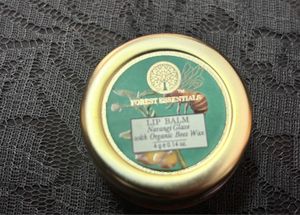 FOREST ESSENTIALS
LIP BALM
Narangi Glaze
with Organic Bees Wax
4 g e 0.14 oz.